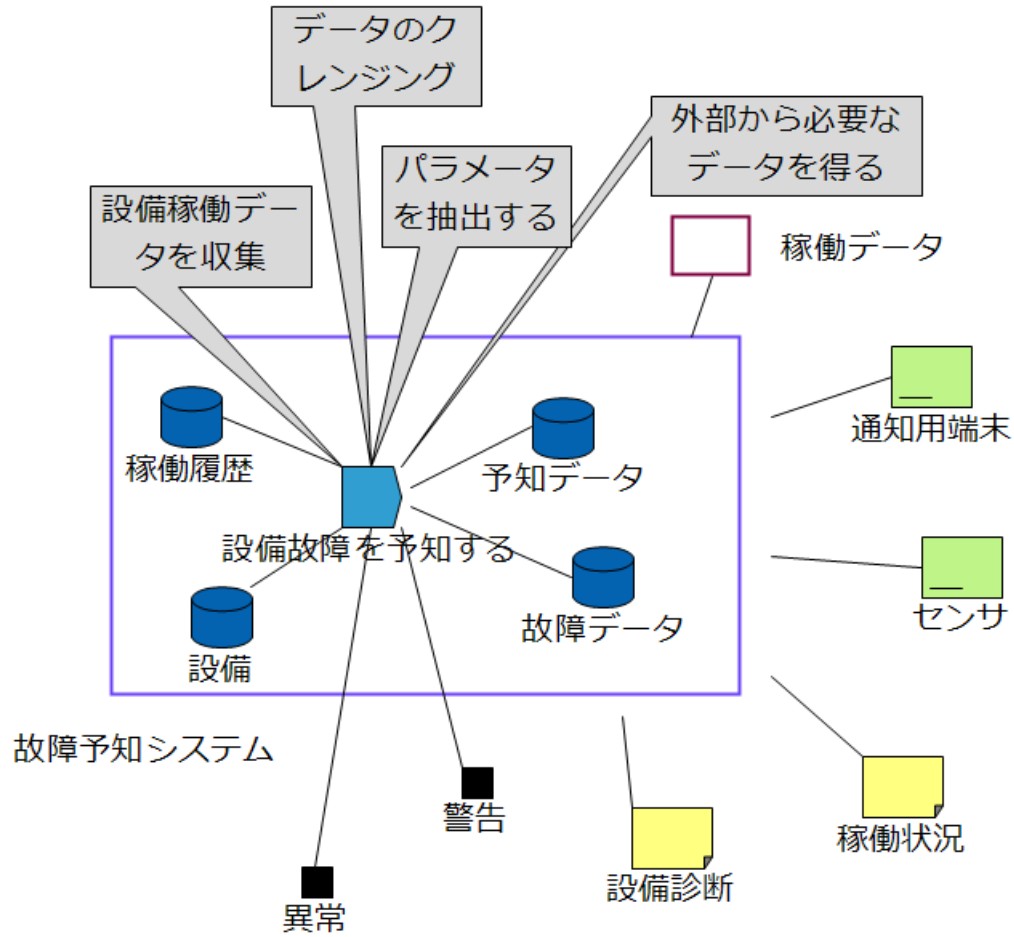 データのク
レンジング
外部から必要な
データを得る
パラメータ
を抽出する
設備稼働デー
タを収集
稼働データ
通知用端末
稼働履歴
予知データ
設備故障を予知する
センサ
故障データ
設備
故障予知システム
警告
稼働状況
設備診断
異常